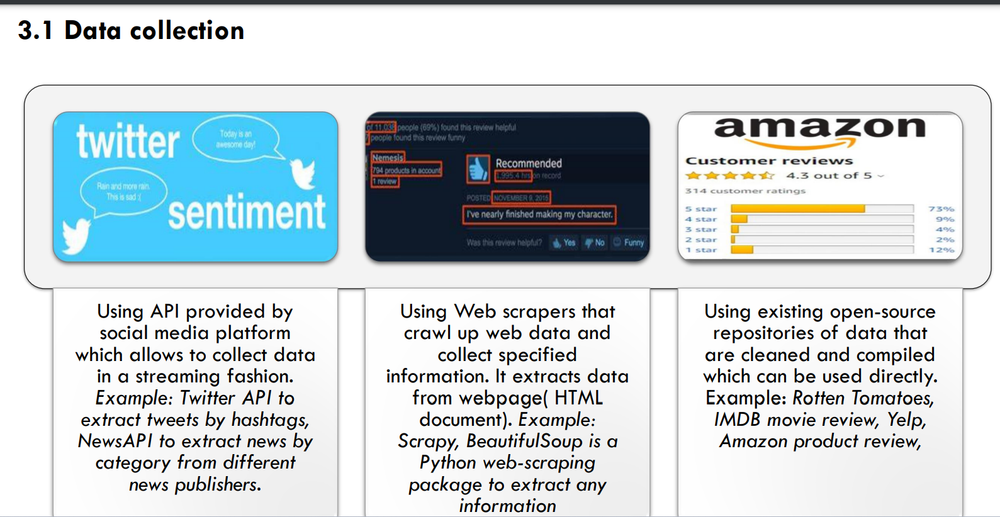 3.1 Data collection
twitter
Today is an
awesome day!
Rain and more rain.
This is sad :(
sentiment
of 11,035 people (69%) found this review helpful
people found this review funny
Nemesis
794 products in account
1 review
Recommended
1,995.4 hrs on record
POSTED NOVEMBER 9, 2016
I've nearly finished making my character.
Was this review helpful? Yes No Funny
amazon
Customer reviews
4.3 out of 5
314 customer ratings
5 star 73%
4 star 9%
3 star 4%
2 star 2%
1 star 12%
Using API provided by
social media platform
which allows to collect data
in a streaming fashion.
Example: Twitter API to
extract tweets by hashtags,
NewsAPI to extract news by
category from different
news publishers.
Using Web scrapers that
crawl up web data and
collect specified
information. It extracts data
from webpage( HTML
document). Example:
Scrapy, BeautifulSoup is a
Python web-scraping
package to extract any
information
Using existing open-source
repositories of data that
are cleaned and compiled
which can be used directly.
Example: Rotten Tomatoes,
IMDB movie review, Yelp,
Amazon product review,